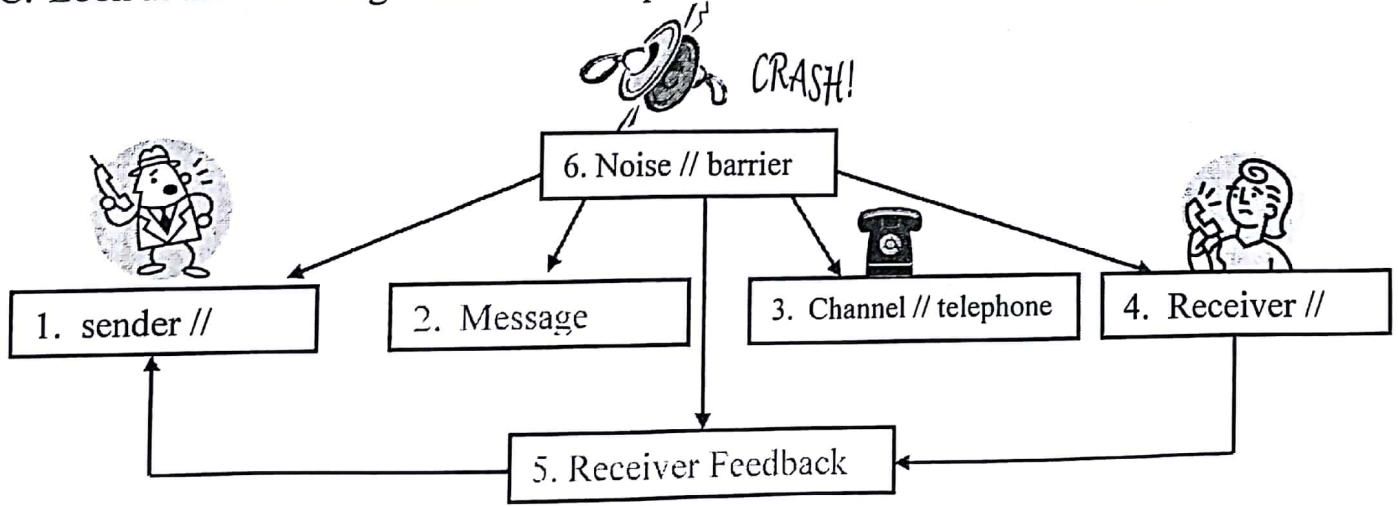 CRASH!
6. Noise // barrier
1. sender //
2. Message
3. Channel // telephone
4. Receiver //
5. Receiver Feedback